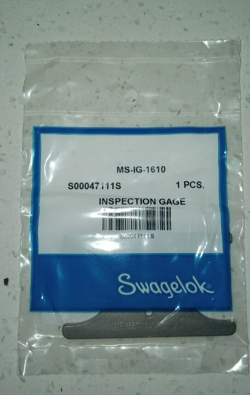 MS-IG-1610
S00047111S 1 PCS.
INSPECTION GAGE
Swagelok